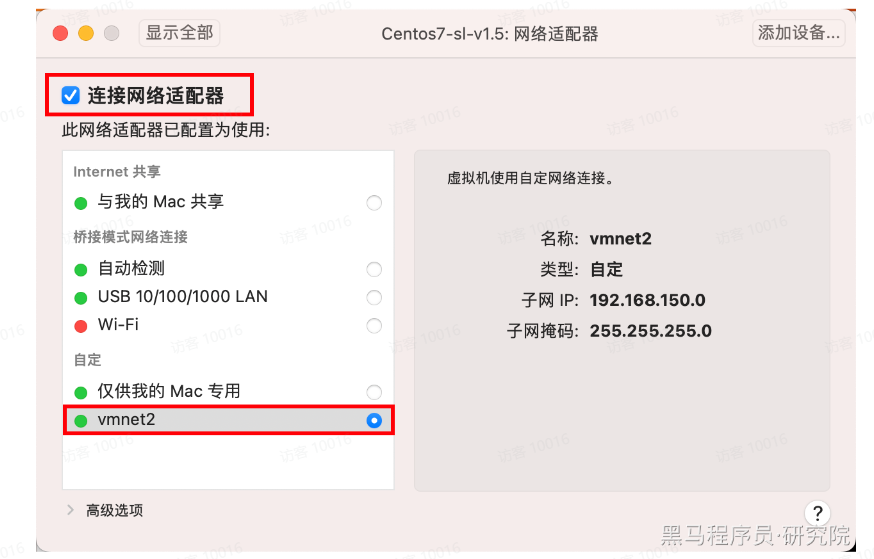 显示全部
Centos7-sl-v1.5: 网络适配器
添加设备...
连接网络适配器
此网络适配器已配置为使用:
Internet 共享
与我的 Mac 共享
桥接模式网络连接
自动检测
USB 10/100/1000 LAN
Wi-Fi
自定
仅供我的 Mac 专用
vmnet2
高级选项
虚拟机使用自定网络连接。
名称: vmnet2
类型: 自定
子网 IP: 192.168.150.0
子网掩码: 255.255.255.0
?
黑马程序员·研究院
访客 10016